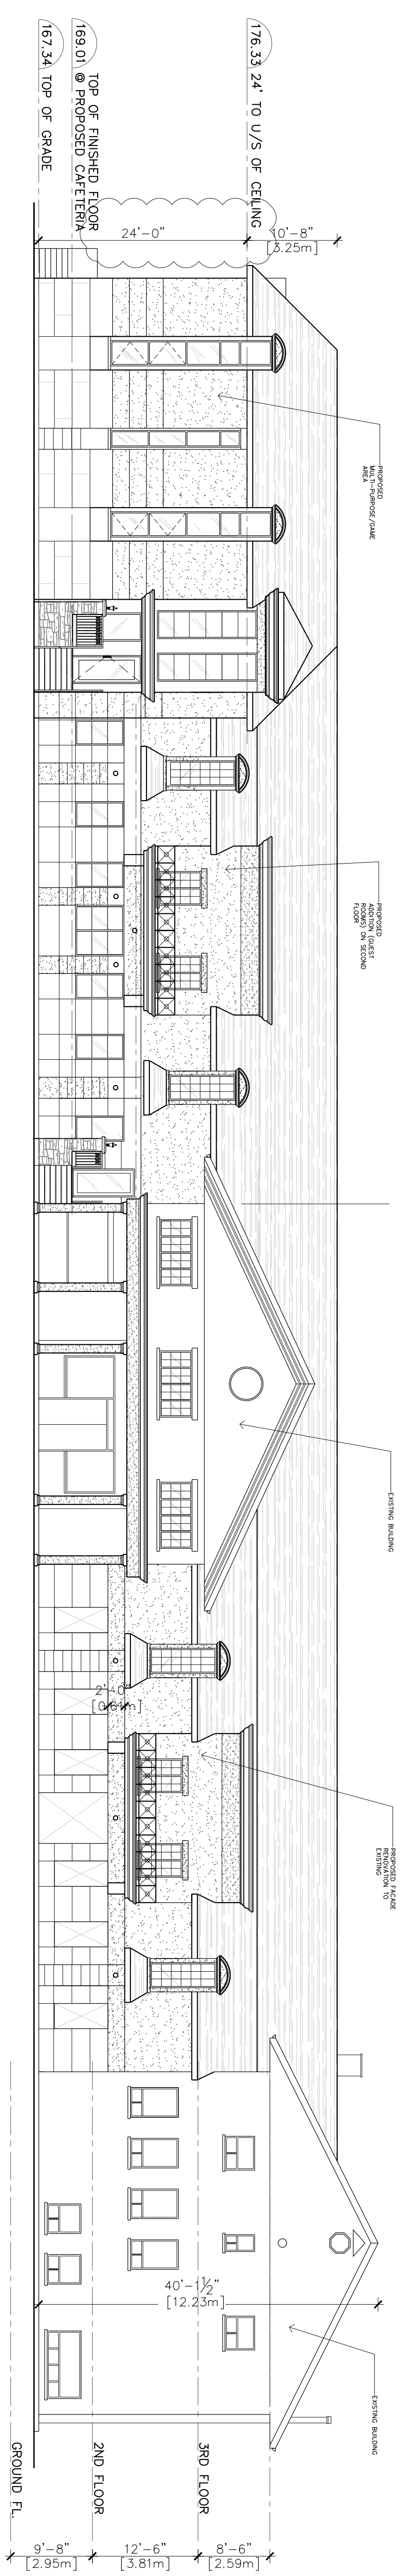 176.33 24' TO U/S OF CEILING
TOP OF FINISHED FLOOR
169.01 @ PROPOSED CAFETERIA
167.34 TOP OF GRADE
10'-8"
[3.25m]
24'-0"
PROPOSED
MULTI-PURPOSE/GAME
AREA
PROPOSED
ADDITION (GUEST
ROOMS) ON SECOND
FLOOR
EXISTING BUILDING
2'-0"
[0.61m]
PROPOSED FACADE
RENOVATION TO
EXISTING
40'-1½"
[12.23m]
EXISTING BUILDING
3RD FLOOR
2ND FLOOR
GROUND FL.
8'-6"
[2.59m]
12'-6"
[3.81m]
9'-8"
[2.95m]